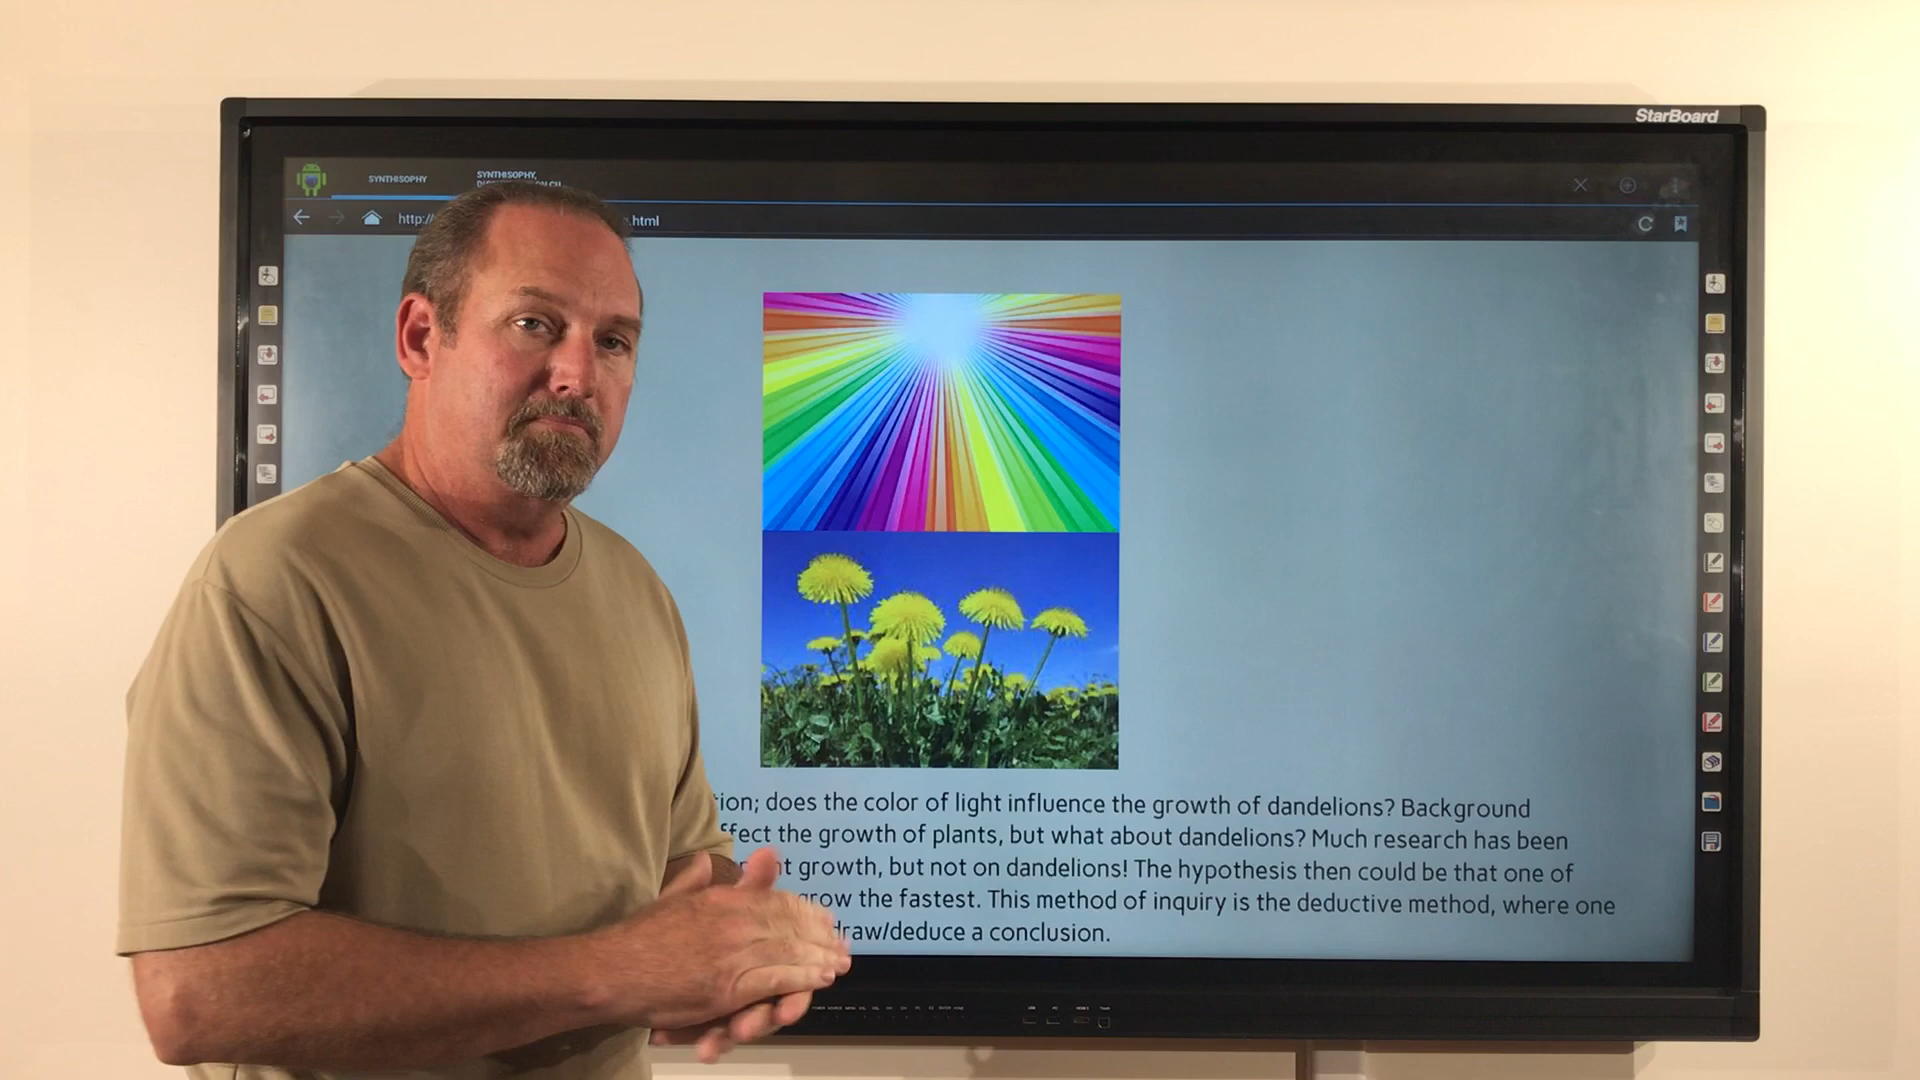 StarBoard
SYNTHISOPHY
SYNTHISOPHY,
http://
.html
does the color of light influence the growth of dandelions? Background
the growth of plants, but what about dandelions? Much research has been
growth, but not on dandelions! The hypothesis then could be that one of
grow the fastest. This method of inquiry is the deductive method, where one
draw/deduce a conclusion.